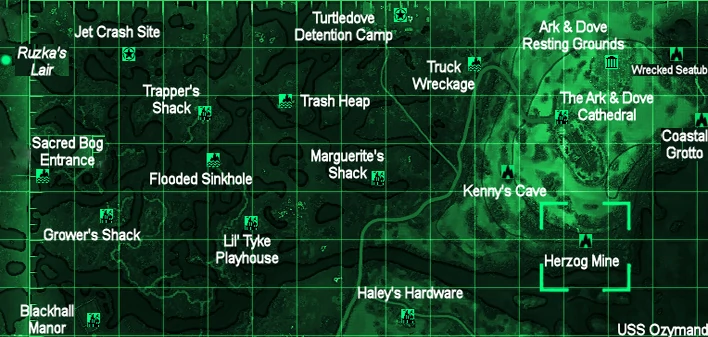 Jet Crash Site
Turtledove
Detention Camp
Ark & Dove
Resting Grounds
Ruzka's
Lair
Truck
Wreckage
Wrecked Seatub
Trapper's
Shack
Trash Heap
The Ark & Dove
Cathedral
Sacred Bog
Entrance
Marguerite's
Shack
Coastal
Grotto
Flooded Sinkhole
Kenny's Cave
Grower's Shack
Lil' Tyke
Playhouse
Herzog Mine
Haley's Hardware
Blackhall
Manor
USS Ozymand